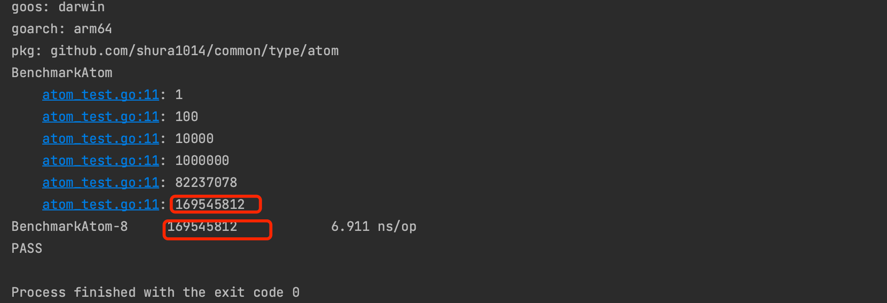 goos: darwin
goarch: arm64
pkg: github.com/shura1014/common/type/atom
BenchmarkAtom
atom_test.go:11: 1
atom_test.go:11: 100
atom_test.go:11: 10000
atom_test.go:11: 1000000
atom_test.go:11: 82237078
atom_test.go:11: 169545812
BenchmarkAtom-8 169545812 6.911 ns/op
PASS
Process finished with the exit code 0